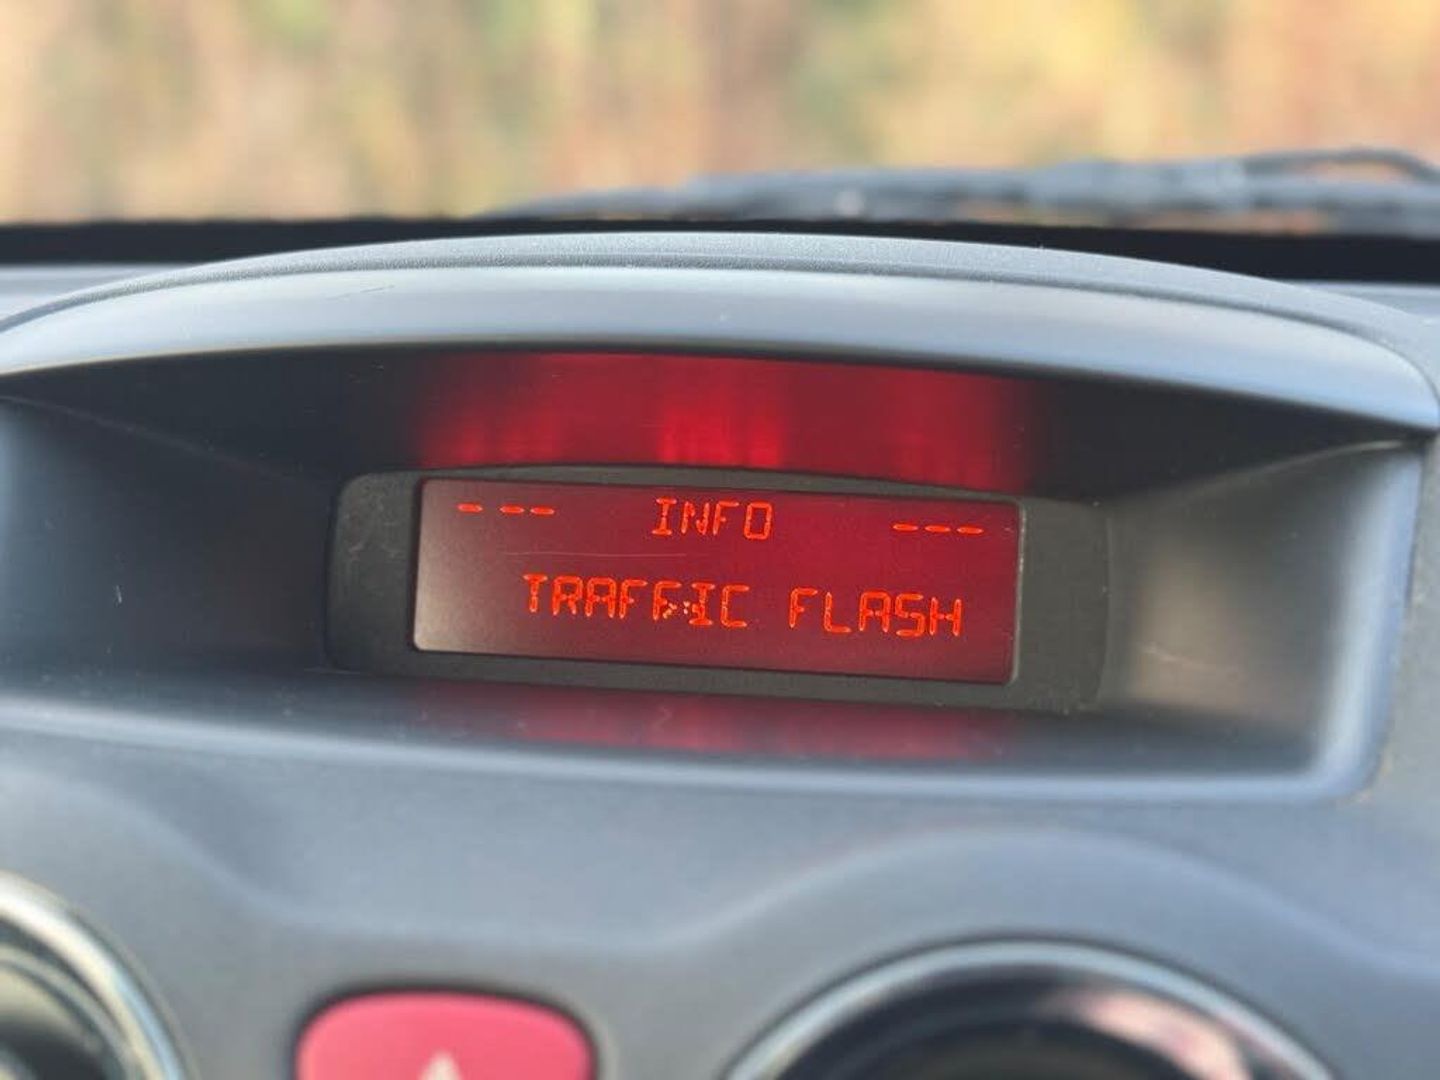 --- INFO ---
TRAFFIC FLASH